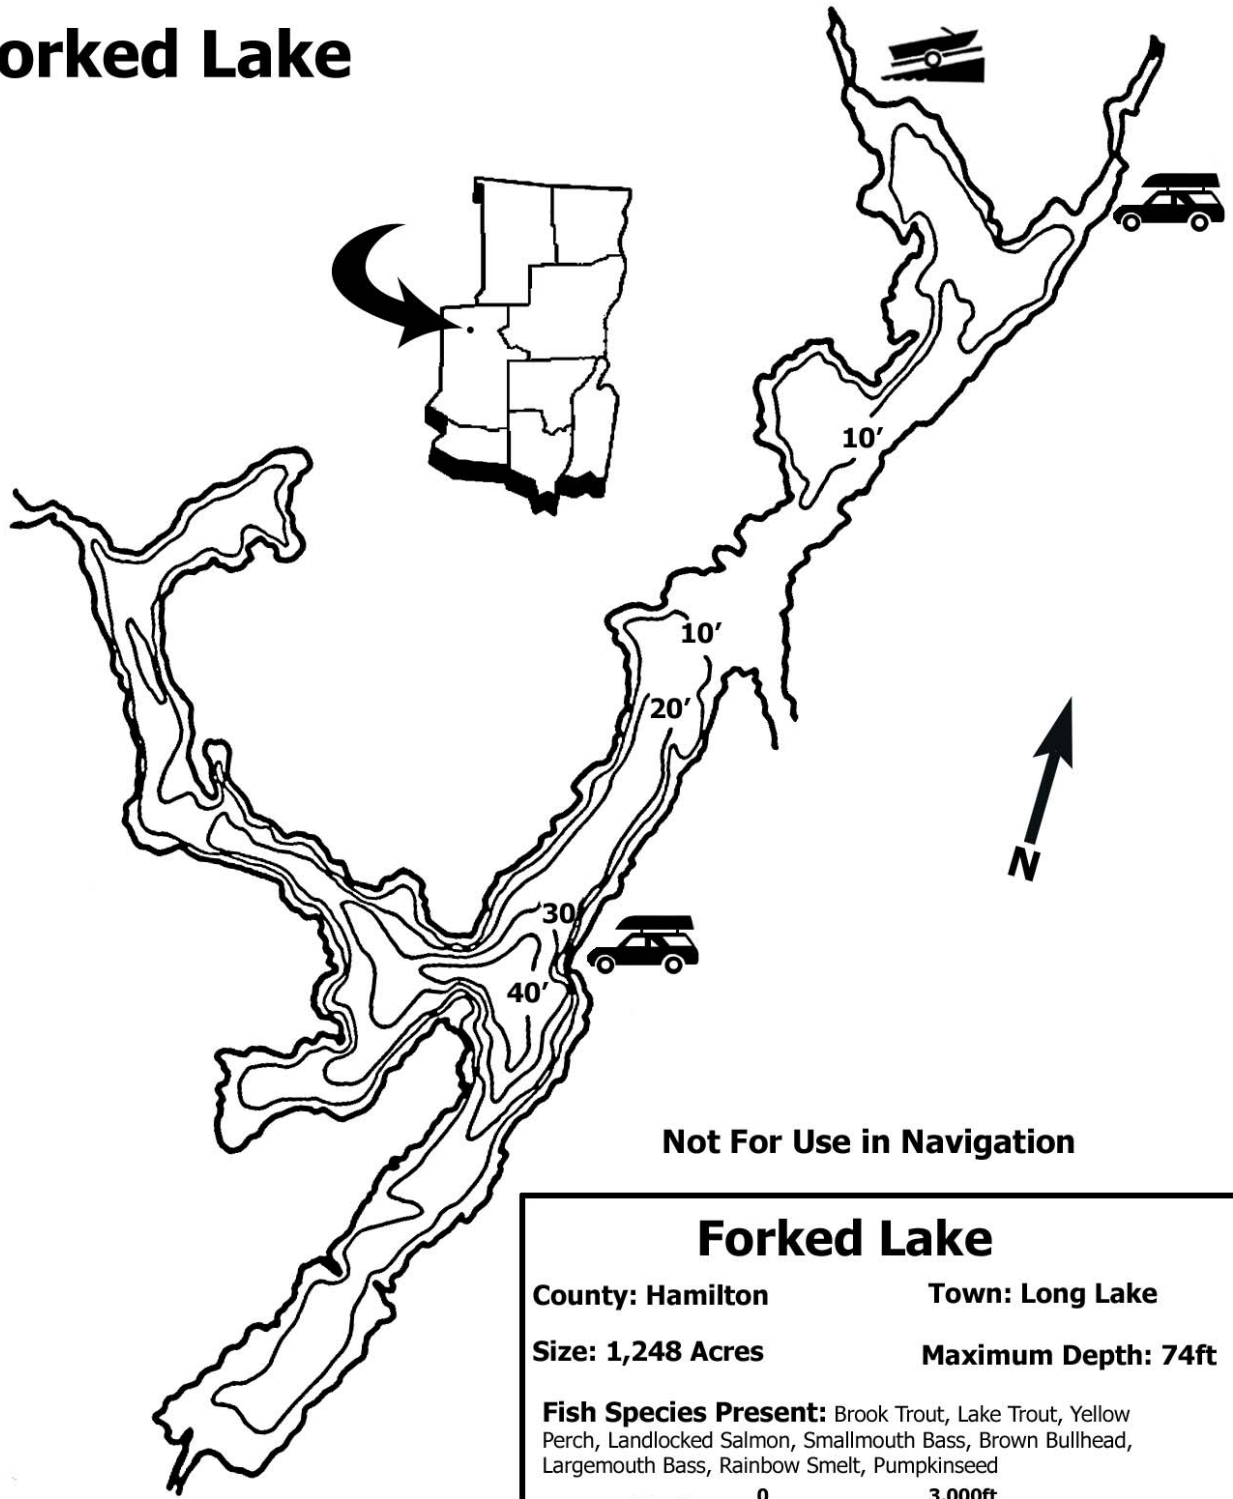 orked Lake
10'
10'
20'
30
40'
N
Not For Use in Navigation
Forked Lake
County: Hamilton
Town: Long Lake
Size: 1,248 Acres
Maximum Depth: 74ft
Fish Species Present: Brook Trout, Lake Trout, Yellow
Perch, Landlocked Salmon, Smallmouth Bass, Brown Bullhead,
Largemouth Bass, Rainbow Smelt, Pumpkinseed
0
3,000ft